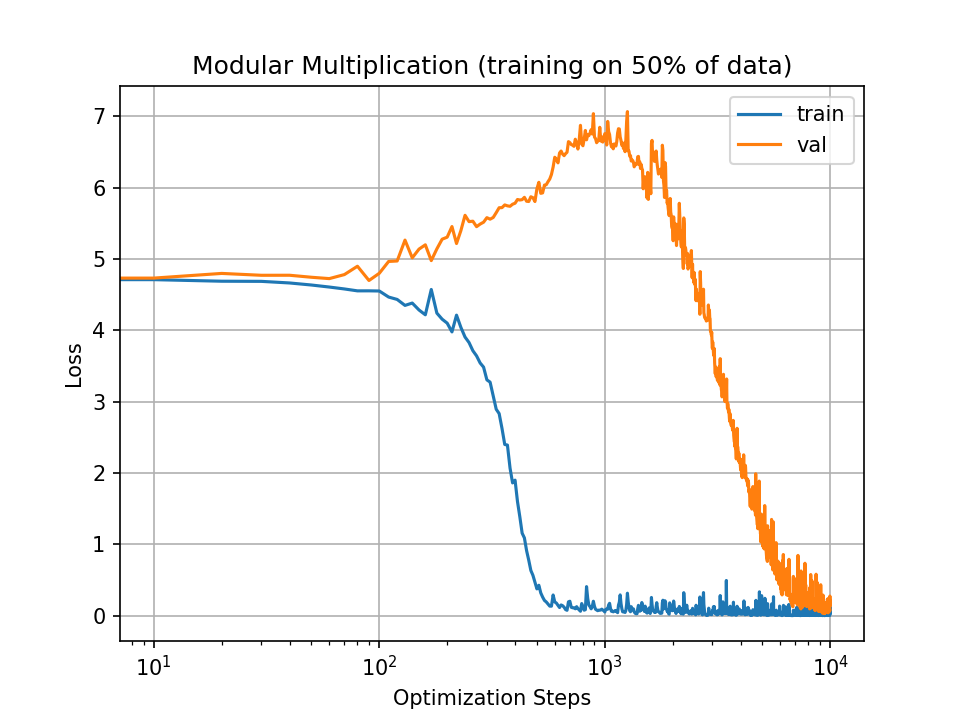 Modular Multiplication (training on 50% of data)
train
val
7
6
5
4
3
2
1
0
Loss
10¹
10²
10³
10⁴
Optimization Steps